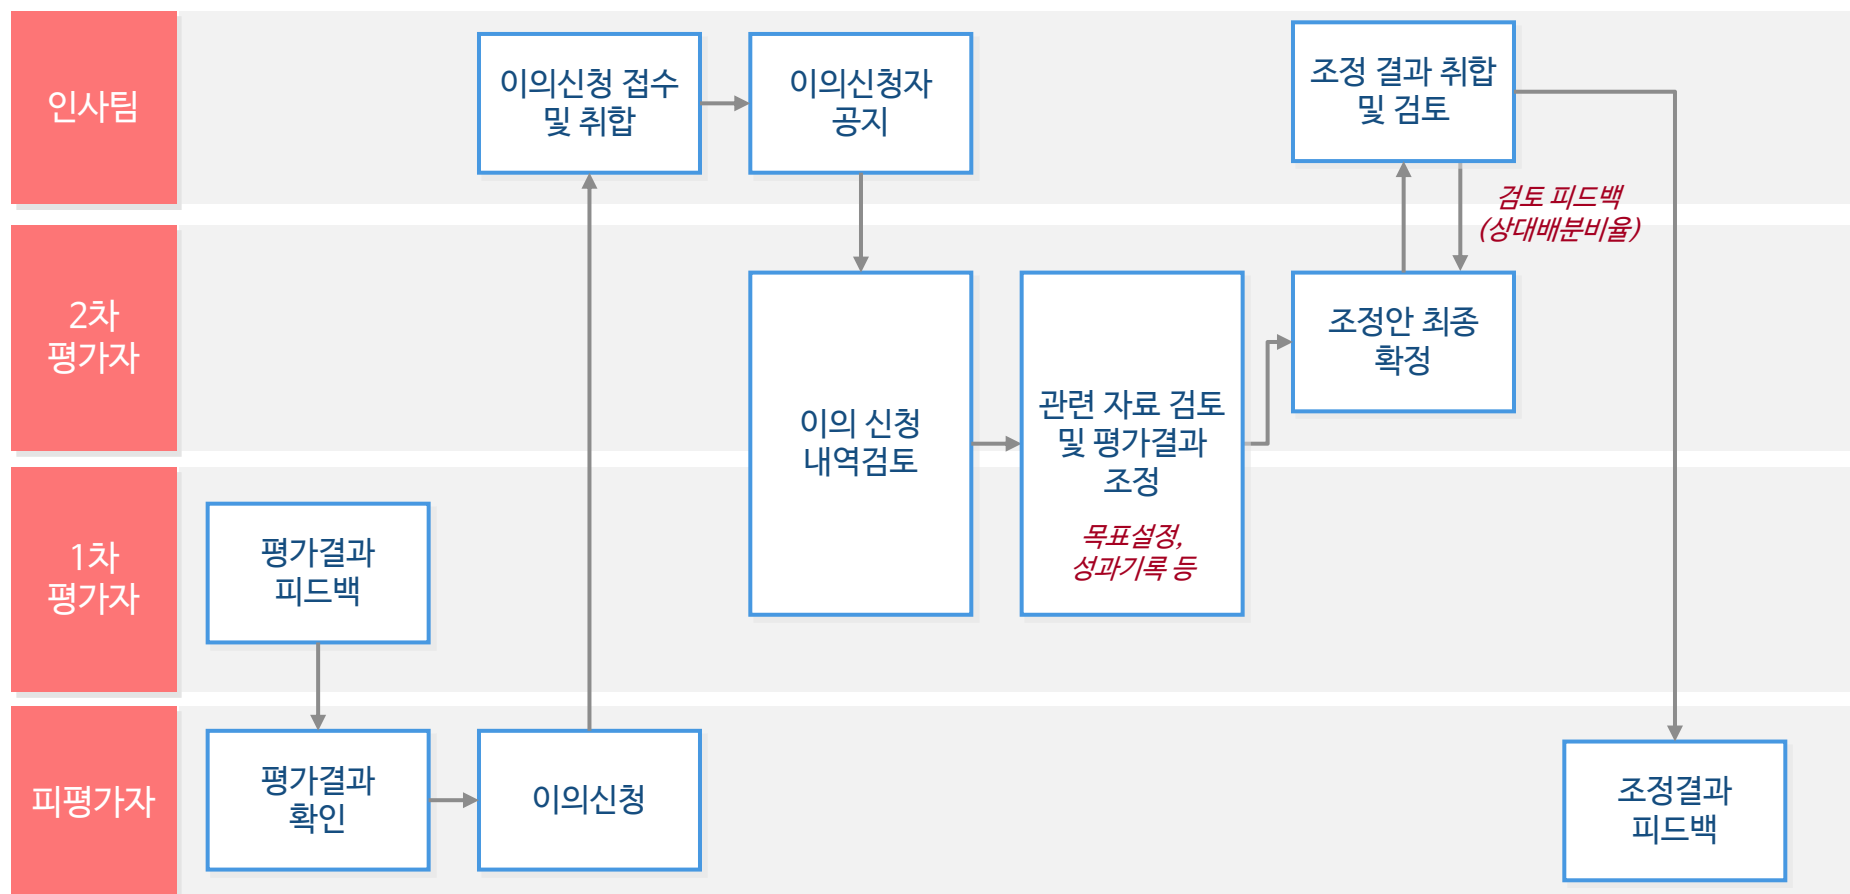 인사팀
이의신청 접수
및 취합
이의신청자
공지
조정 결과 취합
및 검토
검토 피드백
(상대배분비율)
2차
평가자
이의 신청
내역검토
관련 자료 검토
및 평가결과
조정
목표설정,
성과기록 등
조정안 최종
확정
1차
평가자
평가결과
피드백
피평가자
평가결과
확인
이의신청
조정결과
피드백